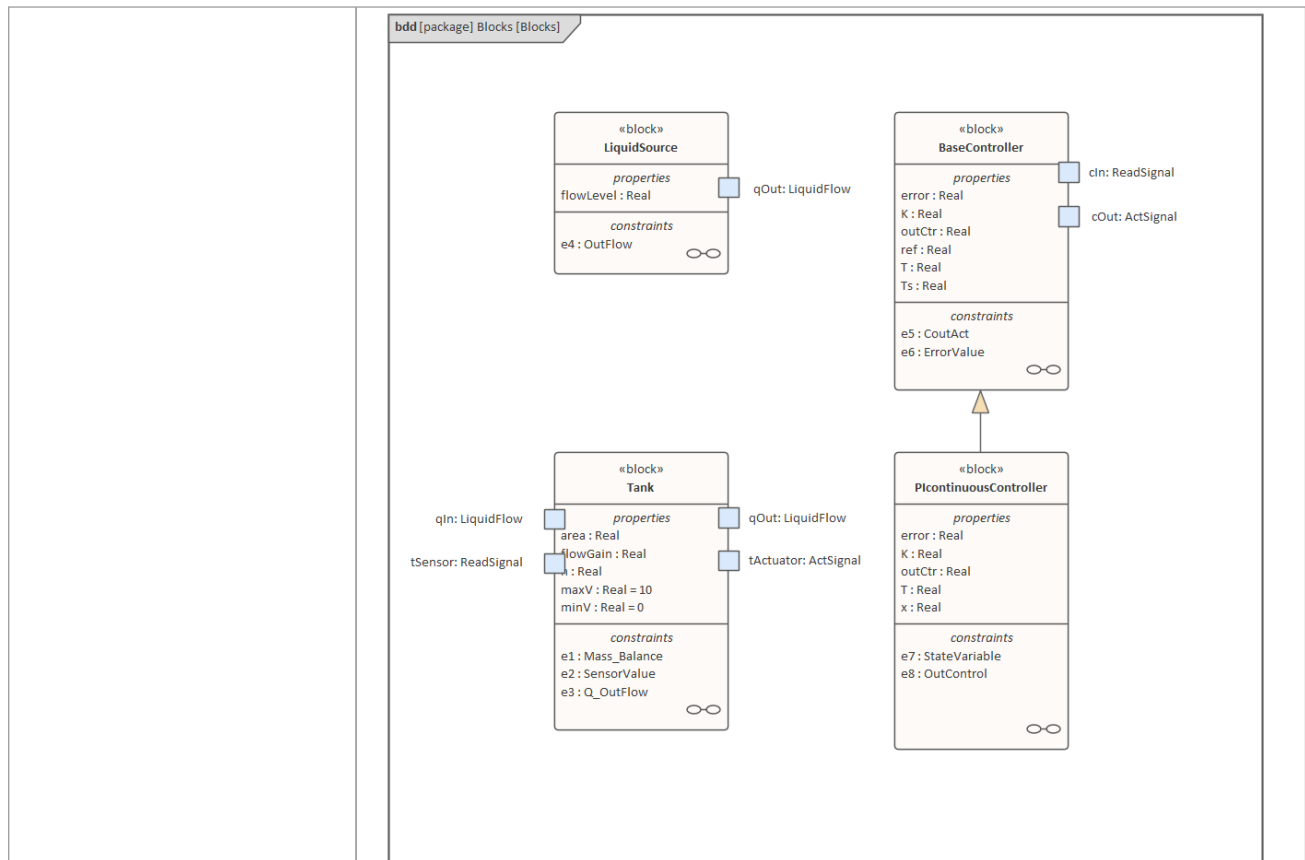 bdd [package] Blocks [Blocks]
«block»
LiquidSource
properties
flowLevel : Real
constraints
e4 : OutFlow
qOut: LiquidFlow
«block»
BaseController
properties
error : Real
K : Real
outCtr : Real
ref : Real
T : Real
Ts : Real
constraints
e5 : CoutAct
e6 : ErrorValue
cIn: ReadSignal
cOut: ActSignal
qIn: LiquidFlow
tSensor: ReadSignal
«block»
Tank
properties
area : Real
flowGain : Real
: Real
maxV : Real = 10
minV : Real = 0
constraints
e1 : Mass_Balance
e2 : SensorValue
e3 : Q_OutFlow
qOut: LiquidFlow
tActuator: ActSignal
«block»
PIcontinuousController
properties
error : Real
K : Real
outCtr : Real
T : Real
x : Real
constraints
e7 : StateVariable
e8 : OutControl